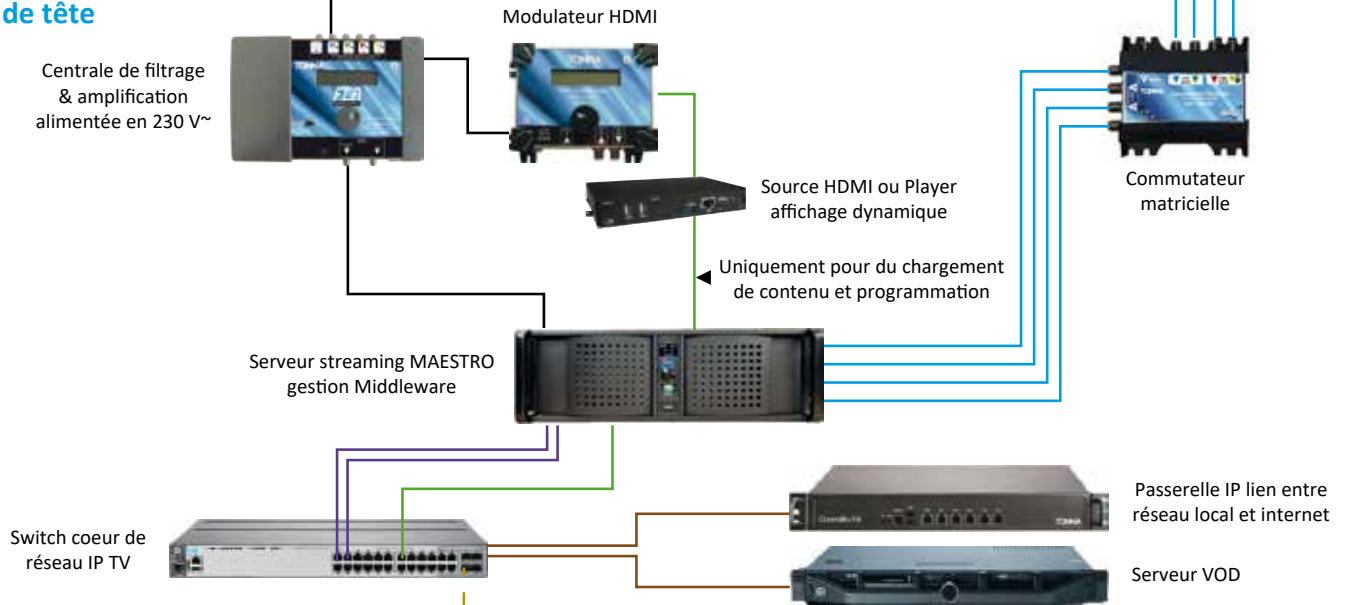 de tête
Modulateur HDMI
Centrale de filtrage
& amplification
alimentée en 230 V~
TONNA
Commutateur
matricielle
Source HDMI ou Player
affichage dynamique
Uniquement pour du chargement
de contenu et programmation
Serveur streaming MAESTRO
gestion Middleware
Passerelle IP lien entre
réseau local et internet
TONNA
Switch coeur de
réseau IP TV
Serveur VOD